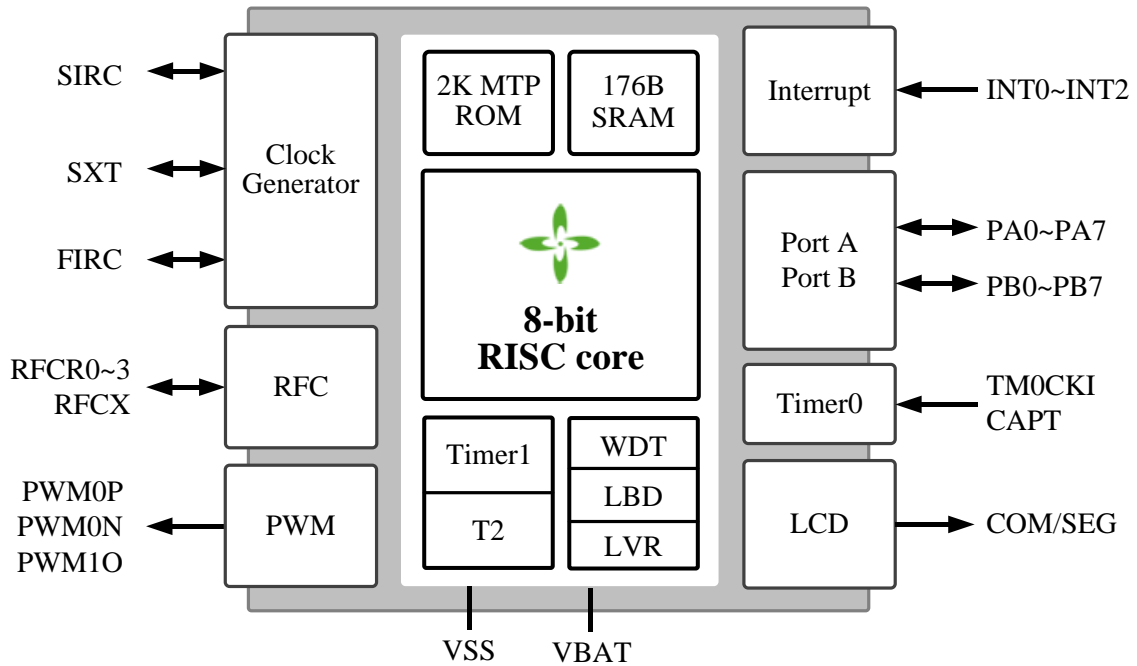 SIRC
SXT
FIRC
RFCR0~3
RFCX
PWM0P
PWM0N
PWM1O
Clock
Generator
RFC
PWM
2K MTP
ROM
176B
SRAM
8-bit
RISC core
Timer1
T2
WDT
LBD
LVR
Interrupt
Port A
Port B
Timer0
LCD
INT0~INT2
PA0~PA7
PB0~PB7
TM0CKI
CAPT
COM/SEG
VSS
VBAT